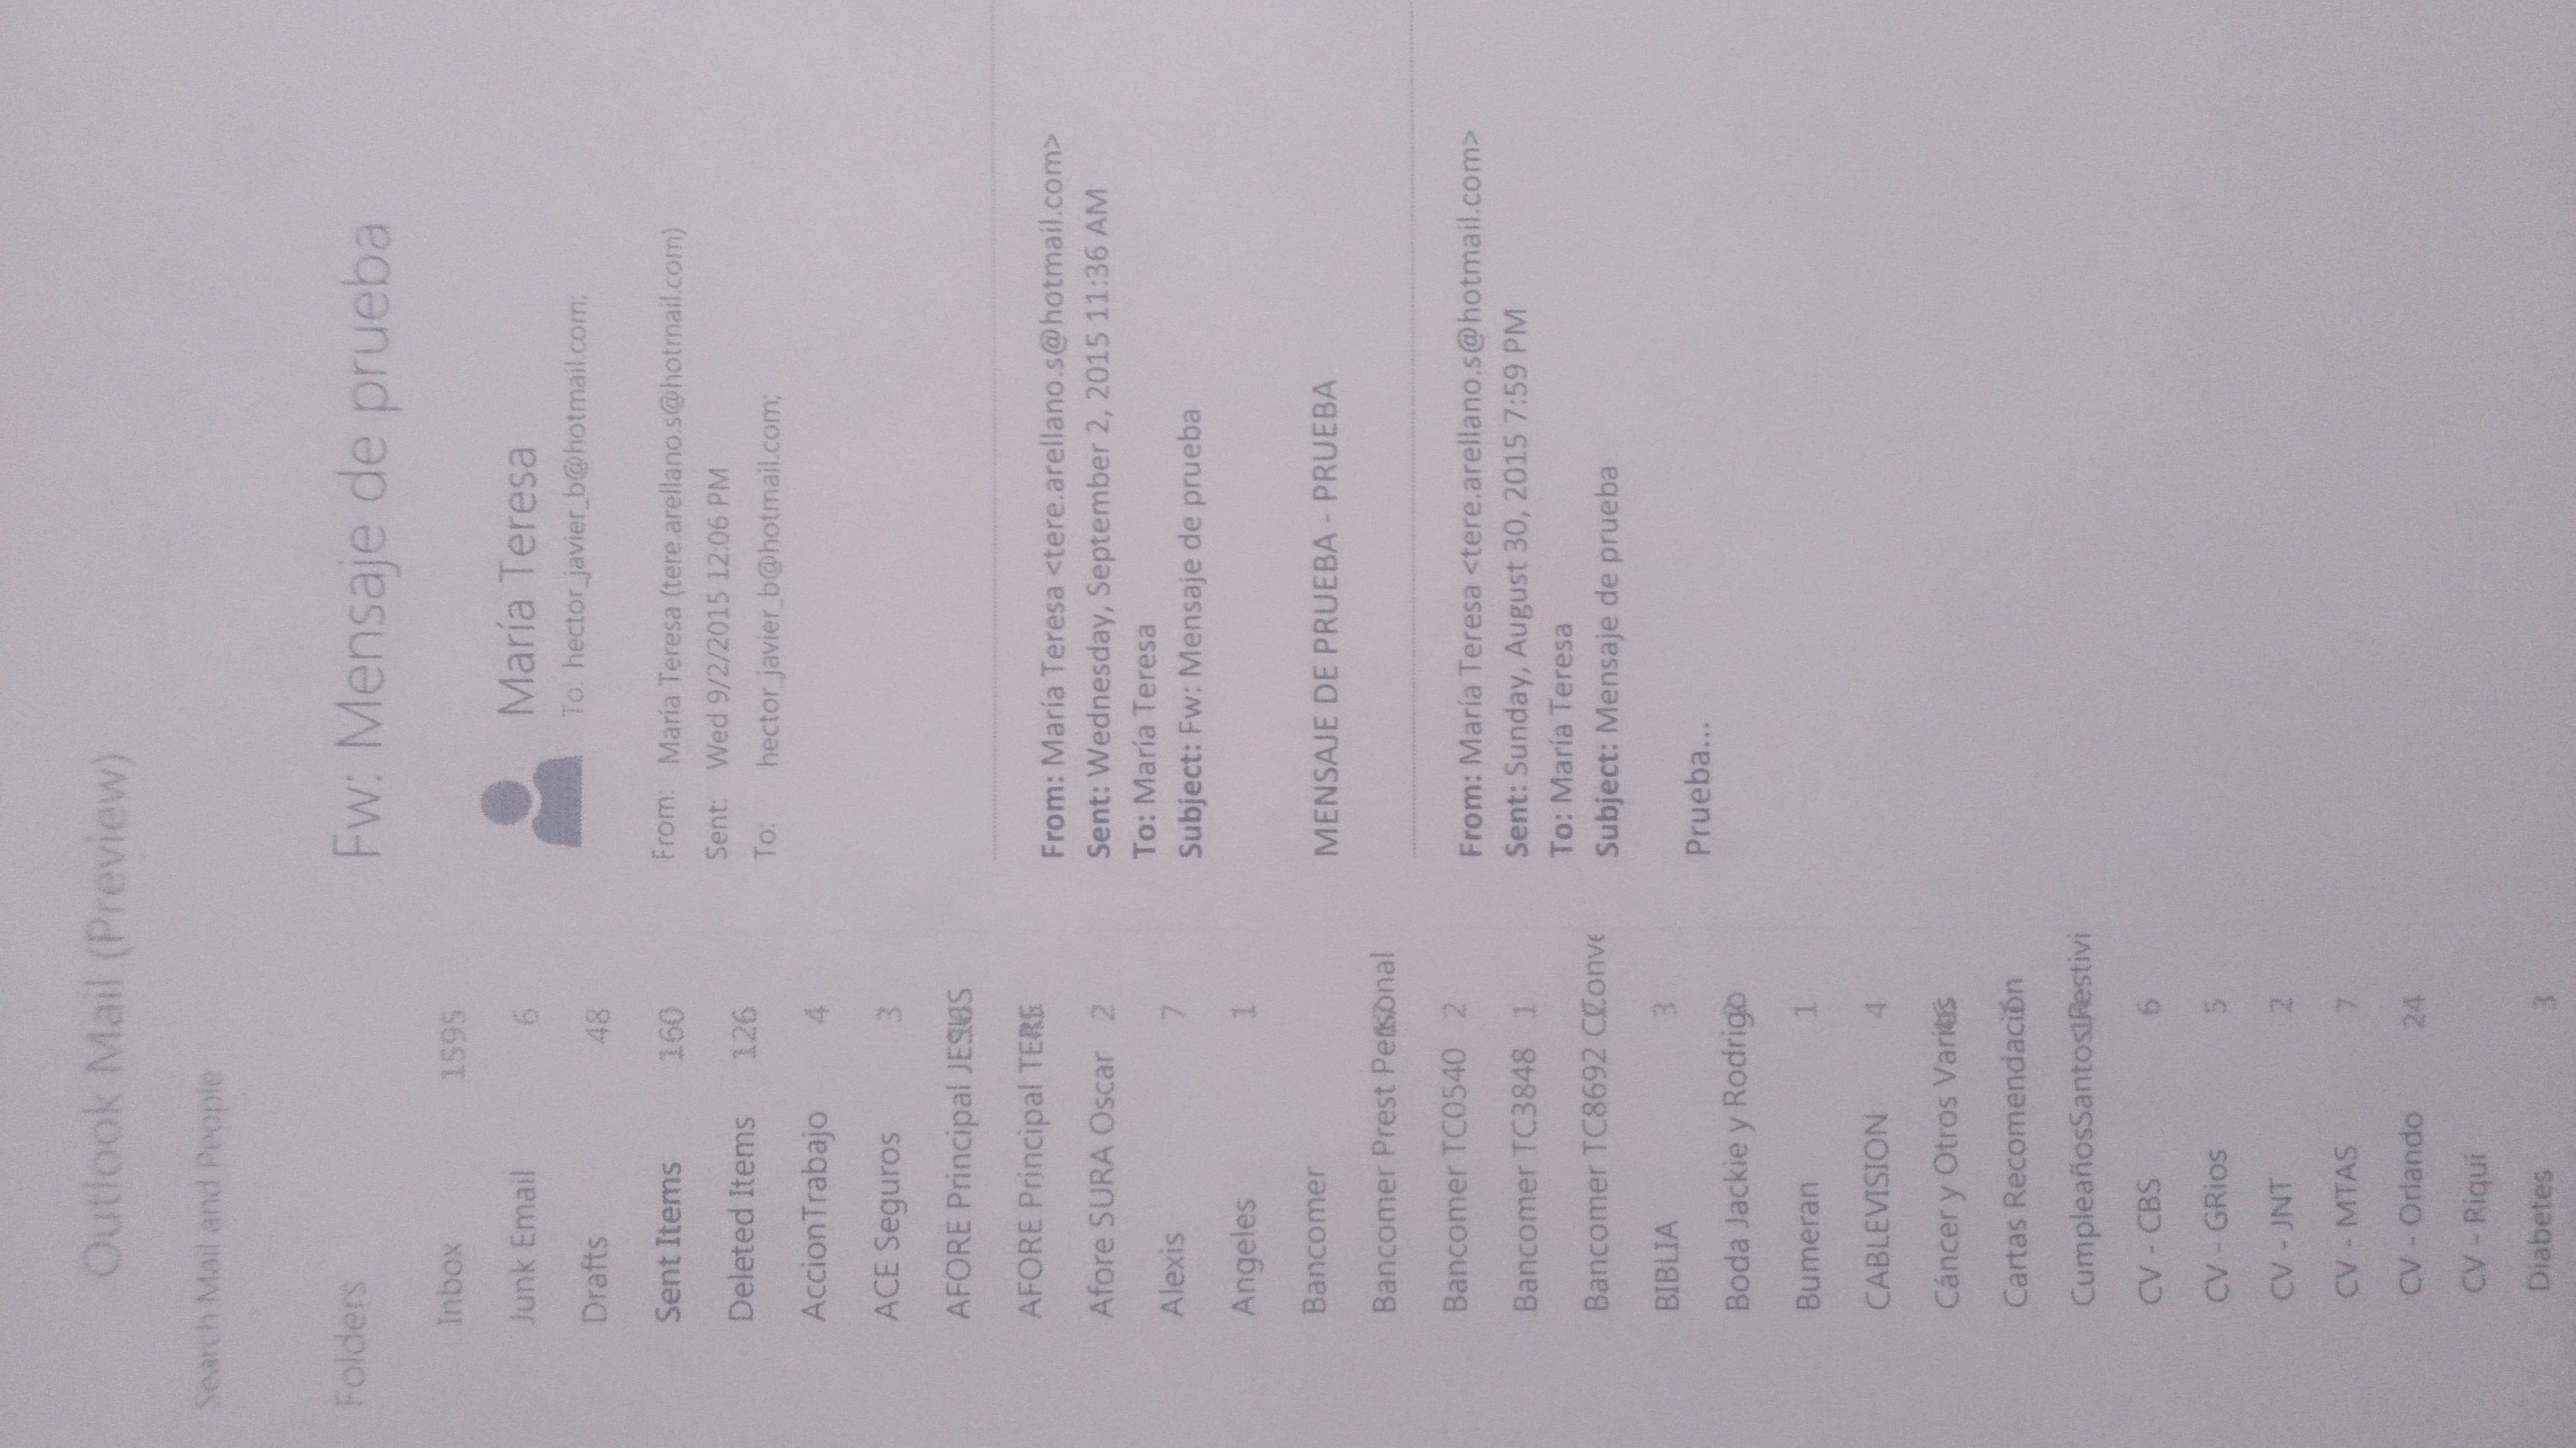 Outlook Mail (Preview)
Search Mail and People
Folders
Inbox 1595
Junk Email 6
Drafts 48
Sent Items 160
Deleted Items 126
AccionTrabajo 4
ACE Seguros 3
AFORE Principal JESUS
AFORE Principal TERE
Afore SURA Oscar 2
Alexis 7
Angeles 1
Bancomer
Bancomer Prest Personal
Bancomer TC0540 2
Bancomer TC3848 1
Bancomer TC8692 CConve
BIBLIA 3
Boda Jackie y Rodrigo
Bumeran 1
CABLEVISION 4
Cáncer y Otros Varios
Cartas Recomendación
CumpleañosSantosFestivi
CV - CBS 6
CV - GRios 5
CV - JNT 2
CV - MTAS 7
CV - Orlando 24
CV - Riqui
Diabetes 3
Fw: Mensaje de prueba
María Teresa
To: hector_javier_b@hotmail.com;
From: María Teresa (tere.arellano.s@hotmail.com)
Sent: Wed 9/2/2015 12:06 PM
To: hector_javier_b@hotmail.com;
From: María Teresa <tere.arellano.s@hotmail.com>
Sent: Wednesday, September 2, 2015 11:36 AM
To: María Teresa
Subject: Fw: Mensaje de prueba
MENSAJE DE PRUEBA - PRUEBA
From: María Teresa <tere.arellano.s@hotmail.com>
Sent: Sunday, August 30, 2015 7:59 PM
To: María Teresa
Subject: Mensaje de prueba
Prueba...